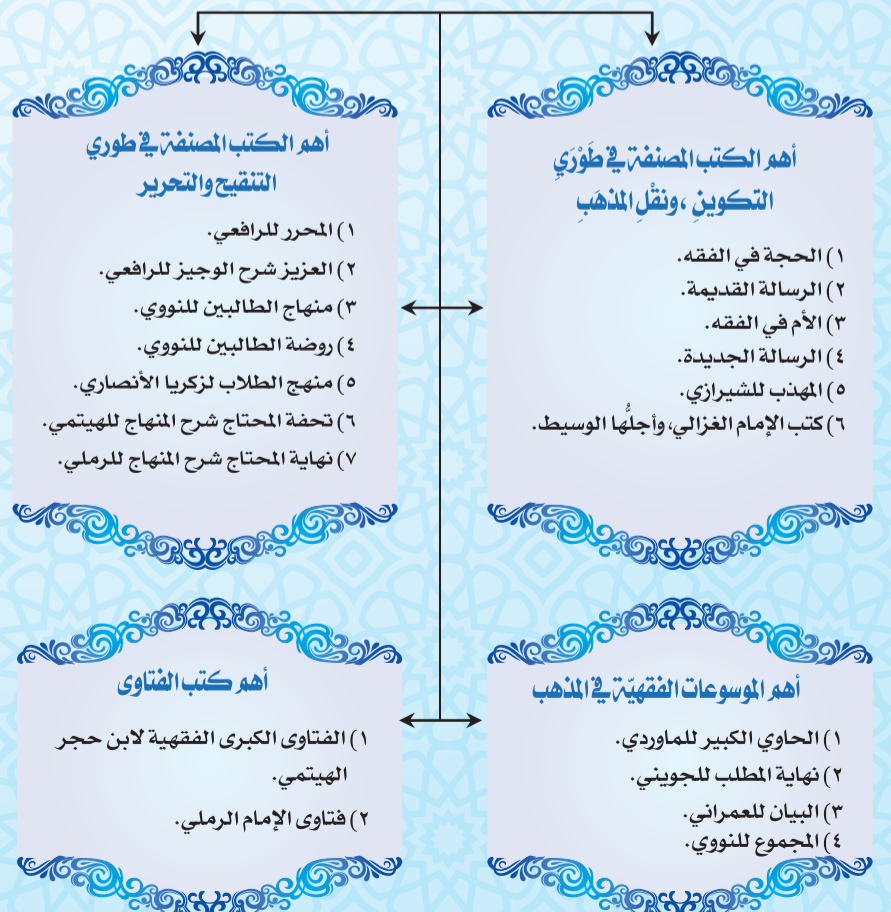 أهم الكتب المصنفة في طَوْرَيِ
التكوينِ، ونقْلِ المذهَبِ
١) الحجة في الفقه.
٢) الرسالة القديمة.
٣) الأم في الفقه.
٤) الرسالة الجديدة.
٥) المهذب للشيرازي.
٦) كتب الإمام الغزالي، وأجلُّها الوسيط.
أهم الكتب المصنفة في طوري
التنقيح والتحرير
١) المحرر للرافعي.
٢) العزيز شرح الوجيز للرافعي.
٣) منهاج الطالبين للنووي.
٤) روضة الطالبين للنووي.
٥) منهج الطلاب لزكريا الأنصاري.
٦) تحفة المحتاج شرح المنهاج للهيتمي.
٧) نهاية المحتاج شرح المنهاج للرملي.
أهم الموسوعات الفقهيّة في المذهب
١) الحاوي الكبير للماوردي.
٢) نهاية المطلب للجويني.
٣) البيان للعمراني.
٤) المجموع للنووي.
أهم كتب الفتاوى
١) الفتاوى الكبرى الفقهية لابن حجر
الهيتمي.
٢) فتاوى الإمام الرملي.